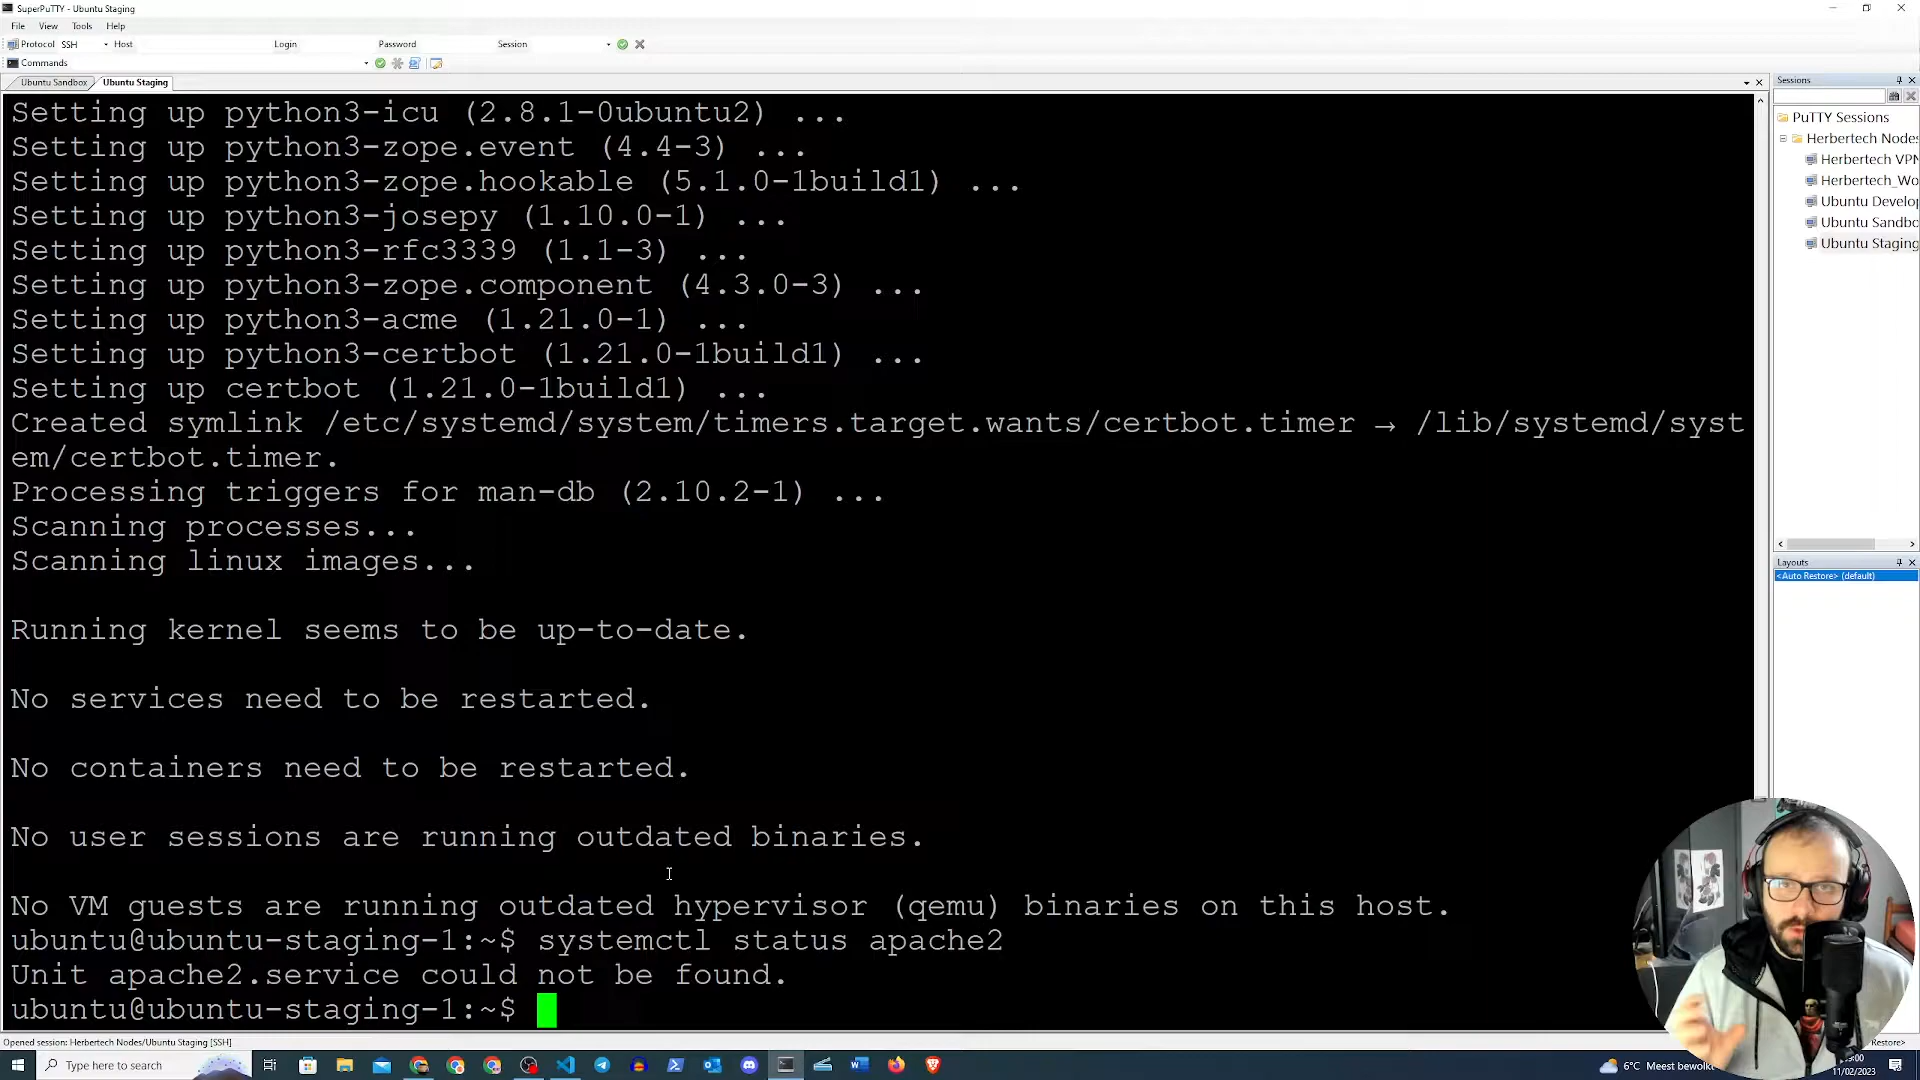 SuperPuTTY - Ubuntu Staging
File View Tools Help
Protocol SSH Host Login Password Session
Commands
Ubuntu Sandbox Ubuntu Staging
Setting up python3-icu (2.8.1-0ubuntu2) ...
Setting up python3-zope.event (4.4-3) ...
Setting up python3-zope.hookable (5.1.0-1build1) ...
Setting up python3-josepy (1.10.0-1) ...
Setting up python3-rfc3339 (1.1-3) ...
Setting up python3-zope.component (4.3.0-3) ...
Setting up python3-acme (1.21.0-1) ...
Setting up python3-certbot (1.21.0-1build1) ...
Setting up certbot (1.21.0-1build1) ...
Created symlink /etc/systemd/system/timers.target.wants/certbot.timer → /lib/systemd/syst
em/certbot.timer.
Processing triggers for man-db (2.10.2-1) ...
Scanning processes...
Scanning linux images...
Running kernel seems to be up-to-date.
No services need to be restarted.
No containers need to be restarted.
No user sessions are running outdated binaries.
No VM guests are running outdated hypervisor (qemu) binaries on this host.
ubuntu@ubuntu-staging-1:~$ systemctl status apache2
Unit apache2.service could not be found.
ubuntu@ubuntu-staging-1:~$
Sessions
PuTTY Sessions
Herbertech Nodes
Herbertech VPN
Herbertech_Wo
Ubuntu Develop
Ubuntu Sandbo
Ubuntu Staging
Layouts
<Auto Restore> (default)
Opened session: Herbertech Nodes/Ubuntu Staging [SSH]
Restore>
Type here to search
6°C Meest bewolkt
11/02/2023